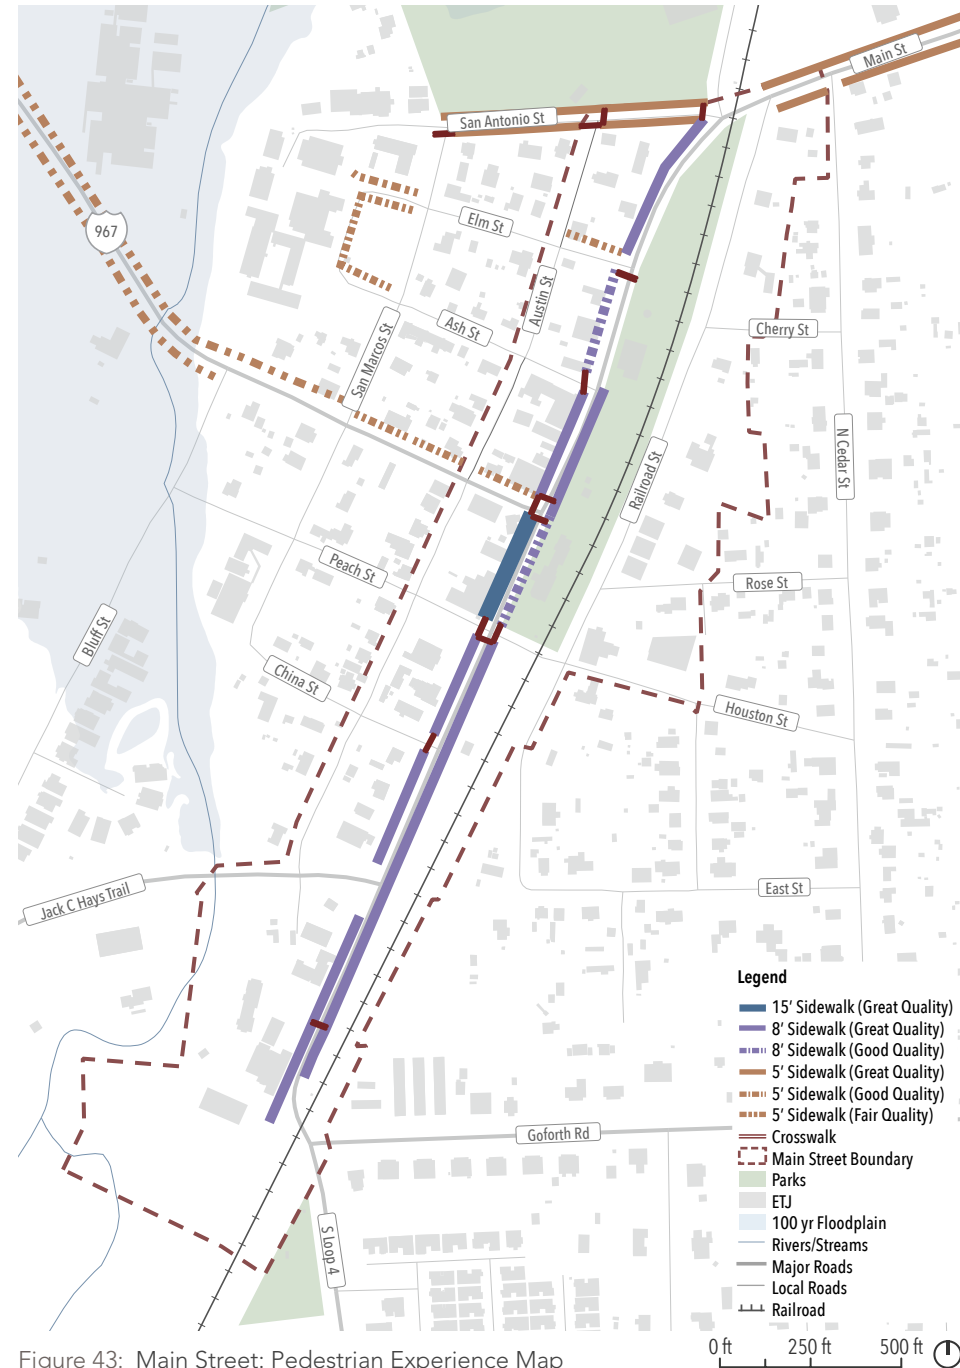 Main St
San Antonio St
967
Elm St
Austin St
Ash St
Cherry St
San Marcos St
N Cedar St
Railroad St
Peach St
Rose St
Bluff St
China St
Houston St
Jack C Hays Trail
East St
Goforth Rd
S Loop 4
Legend
15' Sidewalk (Great Quality)
8' Sidewalk (Great Quality)
8' Sidewalk (Good Quality)
5' Sidewalk (Great Quality)
5' Sidewalk (Good Quality)
5' Sidewalk (Fair Quality)
Crosswalk
Main Street Boundary
Parks
ETJ
100 yr Floodplain
Rivers/Streams
Major Roads
Local Roads
Railroad
0 ft 250 ft 500 ft
Figure 43: Main Street: Pedestrian Experience Map